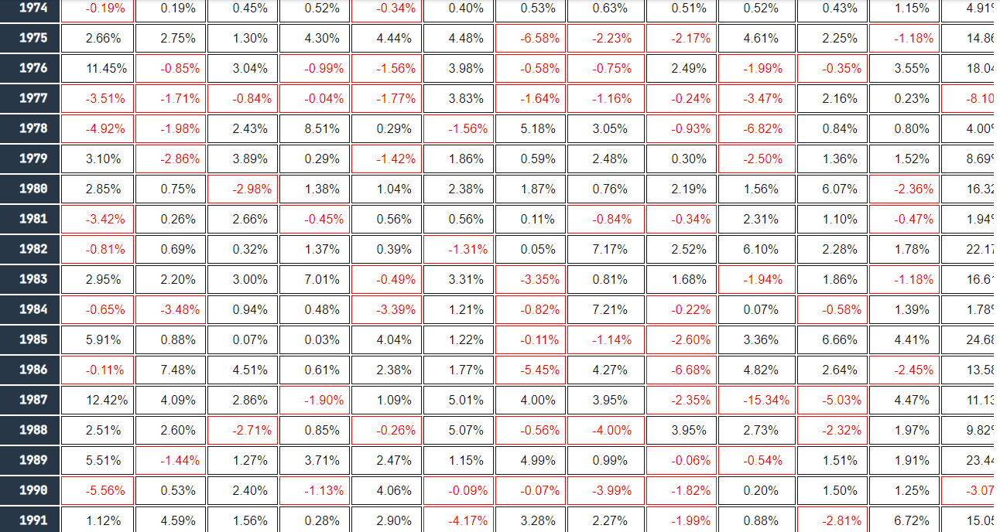 1974 -0.19% 0.19% 0.45% 0.52% -0.34% 0.40% 0.53% 0.63% 0.51% 0.52% 0.43% 1.15% 4.91%
1975 2.66% 2.75% 1.30% 4.30% 4.44% 4.48% -6.58% -2.23% -2.17% 4.61% 2.25% -1.18% 14.86
1976 11.45% -0.85% 3.04% -0.99% -1.56% 3.98% -0.58% -0.75% 2.49% -1.99% -0.35% 3.55% 18.04
1977 -3.51% -1.71% -0.84% -0.04% -1.77% 3.83% -1.64% -1.16% -0.24% -3.47% 2.16% 0.23% -8.10
1978 -4.92% -1.98% 2.43% 8.51% 0.29% -1.56% 5.18% 3.05% -0.93% -6.82% 0.84% 0.80% 4.00%
1979 3.10% -2.86% 3.89% 0.29% -1.42% 1.86% 0.59% 2.48% 0.30% -2.50% 1.36% 1.52% 8.69%
1980 2.85% 0.75% -2.98% 1.38% 1.04% 2.38% 1.87% 0.76% 2.19% 1.56% 6.07% -2.36% 16.32
1981 -3.42% 0.26% 2.66% -0.45% 0.56% 0.56% 0.11% -0.84% -0.34% 2.31% 1.10% -0.47% 1.94%
1982 -0.81% 0.69% 0.32% 1.37% 0.39% -1.31% 0.05% 7.17% 2.52% 6.10% 2.28% 1.78% 22.17
1983 2.95% 2.20% 3.00% 7.01% -0.49% 3.31% -3.35% 0.81% 1.68% -1.94% 1.86% -1.18% 16.61
1984 -0.65% -3.48% 0.94% 0.48% -3.39% 1.21% -0.82% 7.21% -0.22% 0.07% -0.58% 1.39% 1.78%
1985 5.91% 0.88% 0.07% 0.03% 4.04% 1.22% -0.11% -1.14% -2.60% 3.36% 6.66% 4.41% 24.68
1986 -0.11% 7.48% 4.51% 0.61% 2.38% 1.77% -5.45% 4.27% -6.68% 4.82% 2.64% -2.45% 13.58
1987 12.42% 4.09% 2.86% -1.90% 1.09% 5.01% 4.00% 3.95% -2.35% -15.34% -5.03% 4.47% 11.13
1988 2.51% 2.60% -2.71% 0.85% -0.26% 5.07% -0.56% -4.00% 3.95% 2.73% -2.32% 1.97% 9.82%
1989 5.51% -1.44% 1.27% 3.71% 2.47% 1.15% 4.99% 0.99% -0.06% -0.54% 1.51% 1.91% 23.44
1990 -5.56% 0.53% 2.40% -1.13% 4.06% -0.09% -0.07% -3.99% -1.82% 0.20% 1.50% 1.25% -3.07
1991 1.12% 4.59% 1.56% 0.28% 2.90% -4.17% 3.28% 2.27% -1.99% 0.88% -2.81% 6.72% 15.05